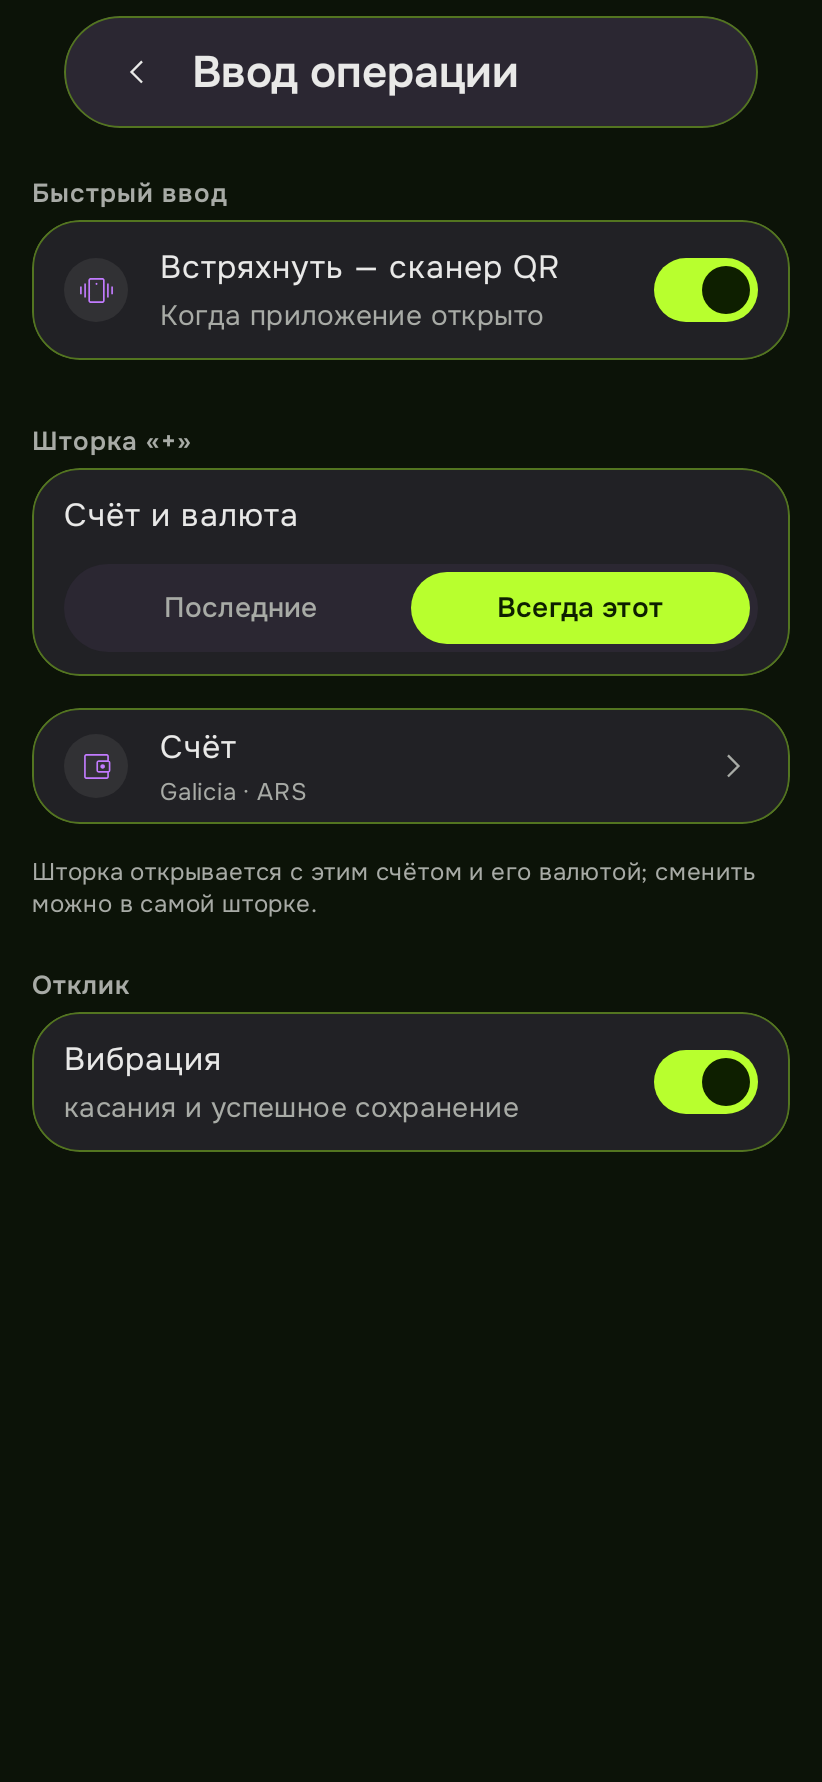 Ввод операции
Быстрый ввод
Встряхнуть — сканер QR
Когда приложение открыто
Шторка «+»
Счёт и валюта
Последние
Всегда этот
Счёт
Galicia · ARS
Шторка открывается с этим счётом и его валютой; сменить
можно в самой шторке.
Отклик
Вибрация
касания и успешное сохранение